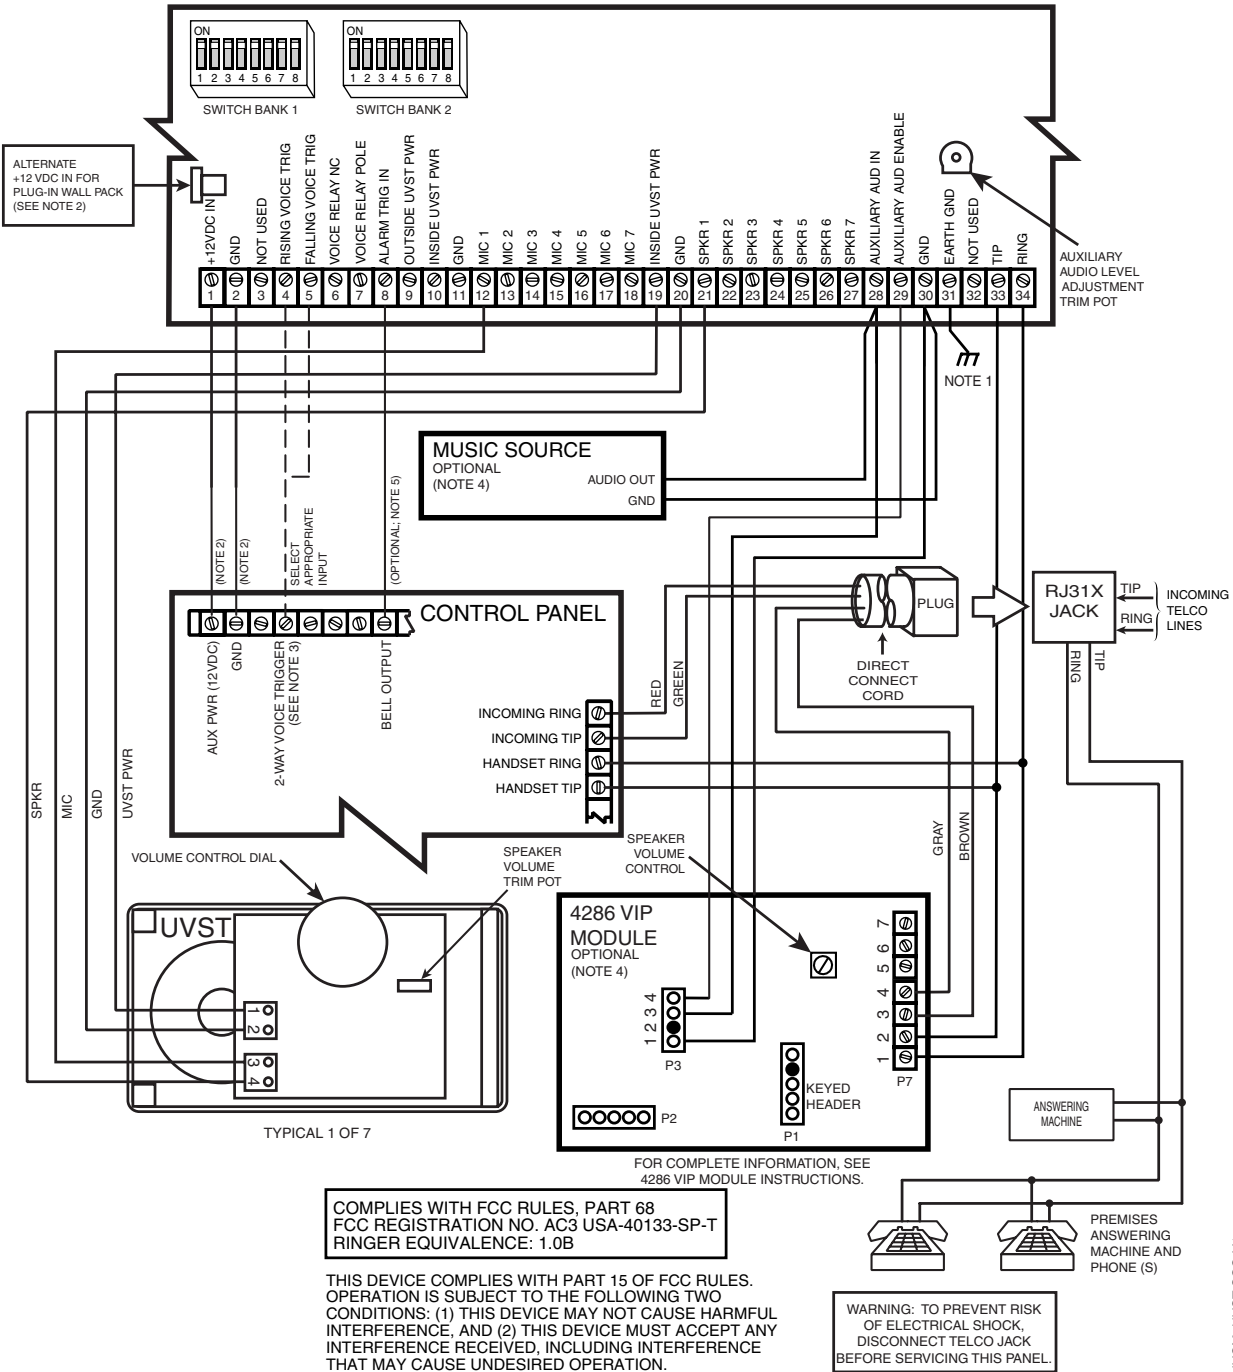 ON
1 2 3 4 5 6 7 8
SWITCH BANK 1
ON
1 2 3 4 5 6 7 8
SWITCH BANK 2
ALTERNATE
+12 VDC IN FOR
PLUG-IN WALL PACK
(SEE NOTE 2)
+12VDC IN
GND
NOT USED
RISING VOICE TRIG
FALLING VOICE TRIG
VOICE RELAY NC
VOICE RELAY POLE
ALARM TRIG IN
OUTSIDE UVST PWR
INSIDE UVST PWR
GND
MIC 1
MIC 2
MIC 3
MIC 4
MIC 5
MIC 6
MIC 7
INSIDE UVST PWR
GND
SPKR 1
SPKR 2
SPKR 3
SPKR 4
SPKR 5
SPKR 6
SPKR 7
AUXILIARY AUD IN
AUXILIARY AUD ENABLE
GND
EARTH GND
NOT USED
TIP
RING
1 2 3 4 5 6 7 8 9 10 11 12 13 14 15 16 17 18 19 20 21 22 23 24 25 26 27 28 29 30 31 32 33 34
AUXILIARY
AUDIO LEVEL
ADJUSTMENT
TRIM POT
NOTE 1
MUSIC SOURCE
OPTIONAL
(NOTE 4)
AUDIO OUT
GND
(NOTE 2)
(NOTE 2)
SELECT
APPROPRIATE
INPUT
(OPTIONAL; NOTE 5)
CONTROL PANEL
AUX PWR (12VDC)
GND
2-WAY VOICE TRIGGER
(SEE NOTE 3)
BELL OUTPUT
INCOMING RING
INCOMING TIP
HANDSET RING
HANDSET TIP
RED
GREEN
PLUG
DIRECT
CONNECT
CORD
RJ31X
JACK
TIP
RING
INCOMING
TELCO
LINES
RING
TIP
SPKR
MIC
GND
UVST PWR
GRAY
BROWN
VOLUME CONTROL DIAL
SPEAKER
VOLUME
TRIM POT
SPEAKER
VOLUME
CONTROL
UVST
1
2
3
4
TYPICAL 1 OF 7
4286 VIP
MODULE
OPTIONAL
(NOTE 4)
1 2 3 4
P3
P2
KEYED
HEADER
P1
7
6
5
4
3
2
1
P7
FOR COMPLETE INFORMATION, SEE
4286 VIP MODULE INSTRUCTIONS.
ANSWERING
MACHINE
PREMISES
ANSWERING
MACHINE AND
PHONE (S)
COMPLIES WITH FCC RULES, PART 68
FCC REGISTRATION NO. AC3 USA-40133-SP-T
RINGER EQUIVALENCE: 1.0B
THIS DEVICE COMPLIES WITH PART 15 OF FCC RULES.
OPERATION IS SUBJECT TO THE FOLLOWING TWO
CONDITIONS: (1) THIS DEVICE MAY NOT CAUSE HARMFUL
INTERFERENCE, AND (2) THIS DEVICE MUST ACCEPT ANY
INTERFERENCE RECEIVED, INCLUDING INTERFERENCE
THAT MAY CAUSE UNDESIRED OPERATION.
WARNING: TO PREVENT RISK
OF ELECTRICAL SHOCK,
DISCONNECT TELCO JACK
BEFORE SERVICING THIS PANEL.